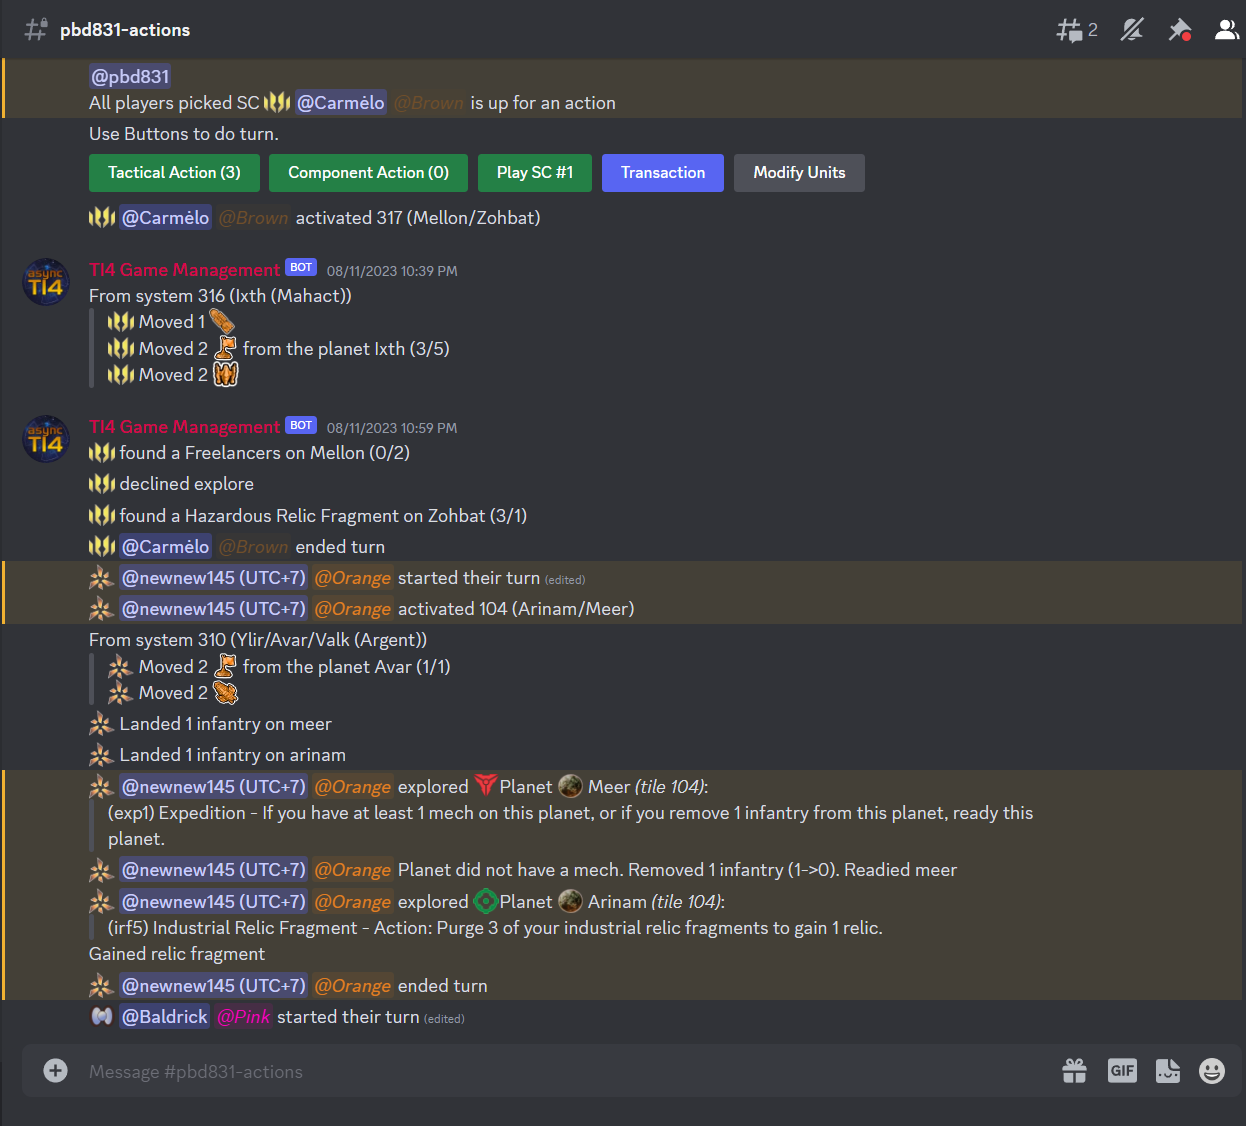 pbd831-actions
2
@pbd831
All players picked SC @Carmėlo @Brown is up for an action
Use Buttons to do turn.
Tactical Action (3) Component Action (0) Play SC #1 Transaction Modify Units
@Carmėlo @Brown activated 317 (Mellon/Zohbat)
TI4 Game Management BOT 08/11/2023 10:39 PM
async TI4
From system 316 (Ixth (Mahact))
Moved 1
Moved 2 from the planet Ixth (3/5)
Moved 2
TI4 Game Management BOT 08/11/2023 10:59 PM
async TI4
found a Freelancers on Mellon (0/2)
declined explore
found a Hazardous Relic Fragment on Zohbat (3/1)
@Carmėlo @Brown ended turn
@newnew145 (UTC+7) @Orange started their turn (edited)
@newnew145 (UTC+7) @Orange activated 104 (Arinam/Meer)
From system 310 (Ylir/Avar/Valk (Argent))
Moved 2 from the planet Avar (1/1)
Moved 2
Landed 1 infantry on meer
Landed 1 infantry on arinam
@newnew145 (UTC+7) @Orange explored Planet Meer (tile 104):
(exp1) Expedition - If you have at least 1 mech on this planet, or if you remove 1 infantry from this planet, ready this
planet.
@newnew145 (UTC+7) @Orange Planet did not have a mech. Removed 1 infantry (1->0). Readied meer
@newnew145 (UTC+7) @Orange explored Planet Arinam (tile 104):
(irf5) Industrial Relic Fragment - Action: Purge 3 of your industrial relic fragments to gain 1 relic.
Gained relic fragment
@newnew145 (UTC+7) @Orange ended turn
@Baldrick @Pink started their turn (edited)
Message #pbd831-actions
GIF